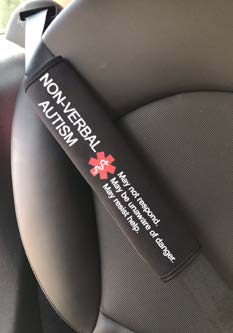 NON-VERBAL
AUTISM
May not respond.
May be unaware of danger.
May resist help.